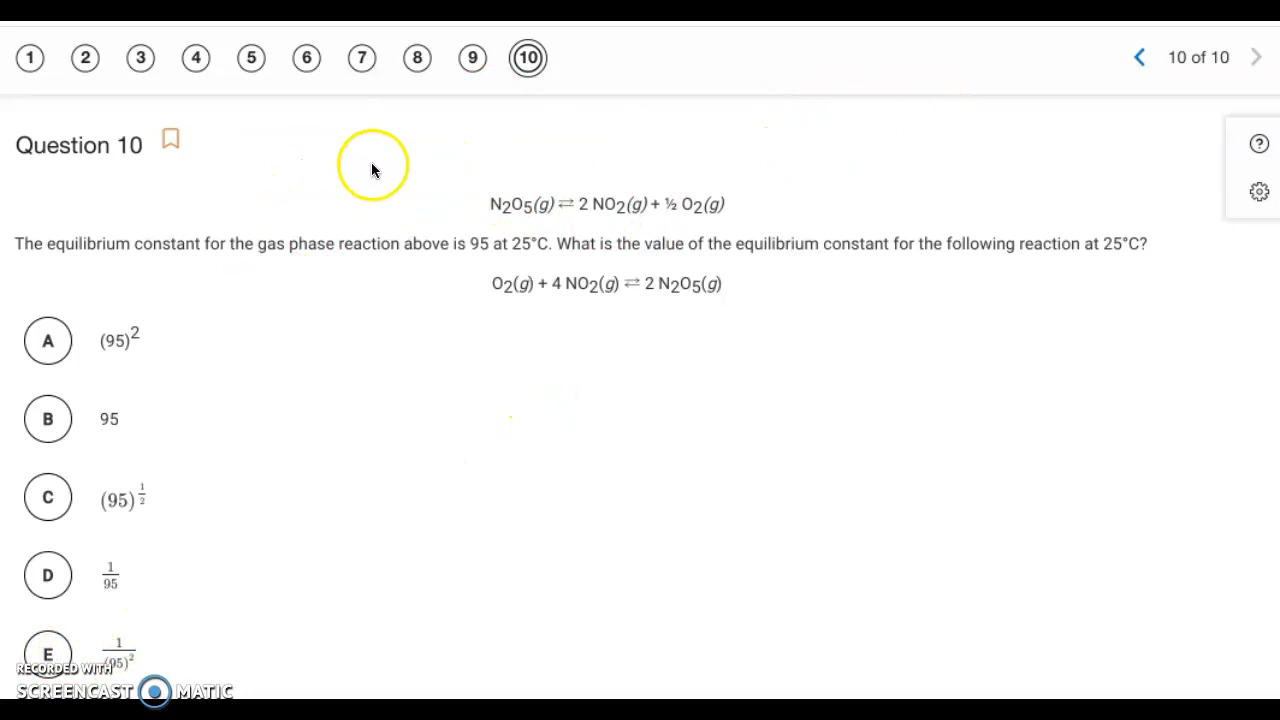 1 2 3 4 5 6 7 8 9 10
10 of 10
Question 10
N₂O₅(g) ⇌ 2 NO₂(g) + ½ O₂(g)
The equilibrium constant for the gas phase reaction above is 95 at 25°C. What is the value of the equilibrium constant for the following reaction at 25°C?
O₂(g) + 4 NO₂(g) ⇌ 2 N₂O₅(g)
A (95)²
B 95
C (95)^(1/2)
D 1/95
E 1/(95)²
RECORDED WITH
SCREENCAST MATIC